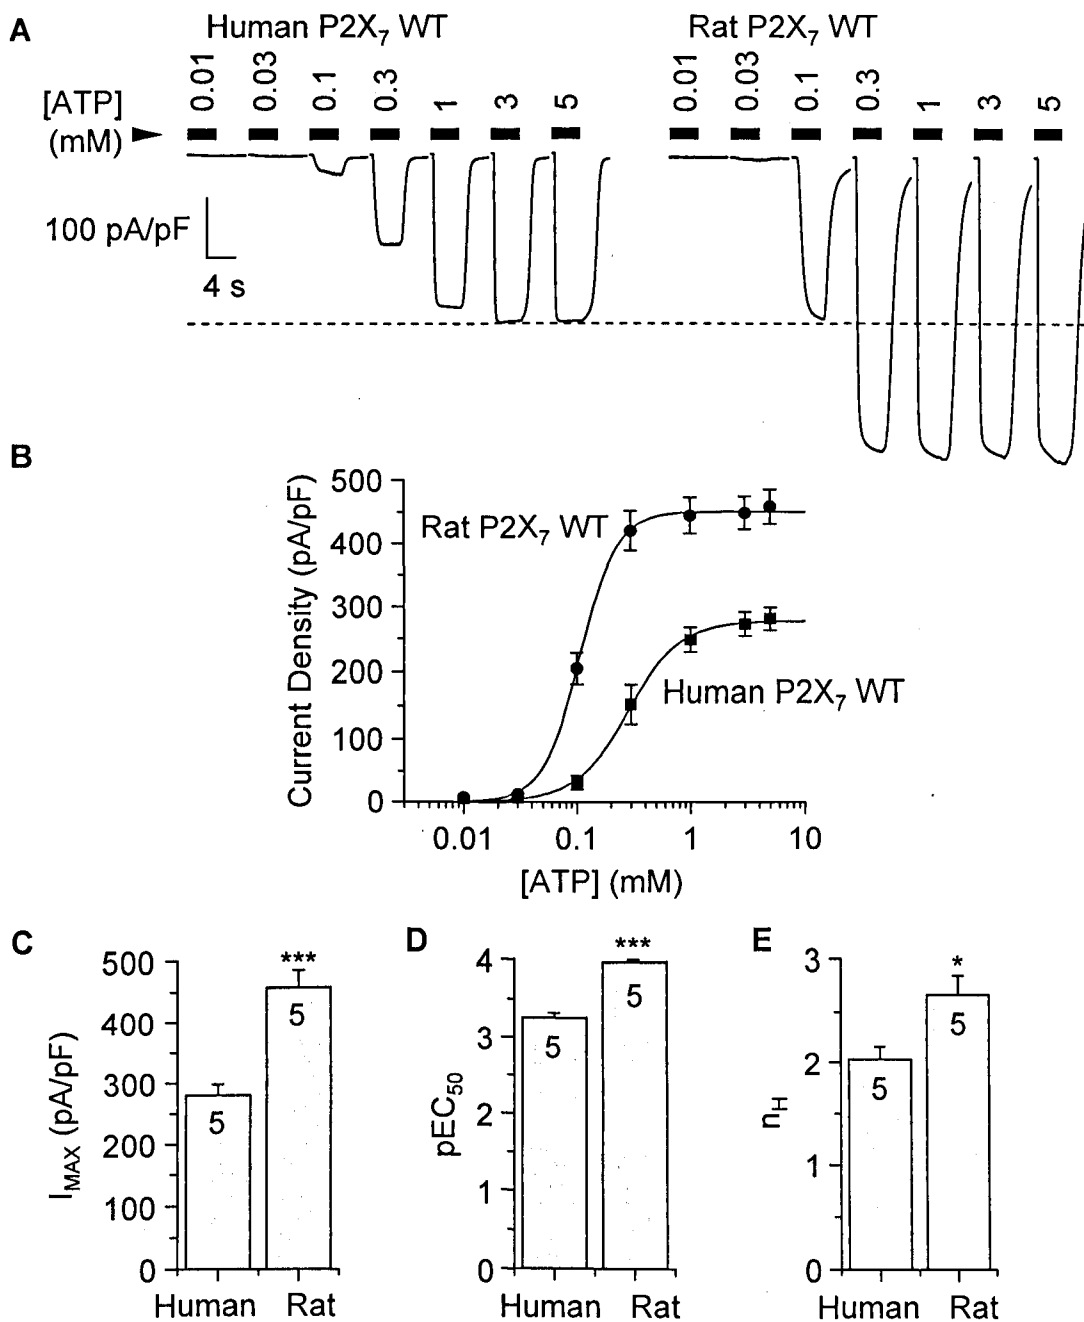 A
Human P2X₇ WT
Rat P2X₇ WT
0.01
0.03
0.1
0.3
1
3
5
0.01
0.03
0.1
0.3
1
3
5
[ATP]
(mM)
100 pA/pF
4 s
B
Current Density (pA/pF)
500
400
300
200
100
0
Rat P2X₇ WT
Human P2X₇ WT
0.01
0.1
1
10
[ATP] (mM)
C
I_MAX (pA/pF)
500
400
300
200
100
0
***
5
5
Human
Rat
D
pEC₅₀
4
3
2
1
0
***
5
5
Human
Rat
E
n_H
3
2
1
0
*
5
5
Human
Rat